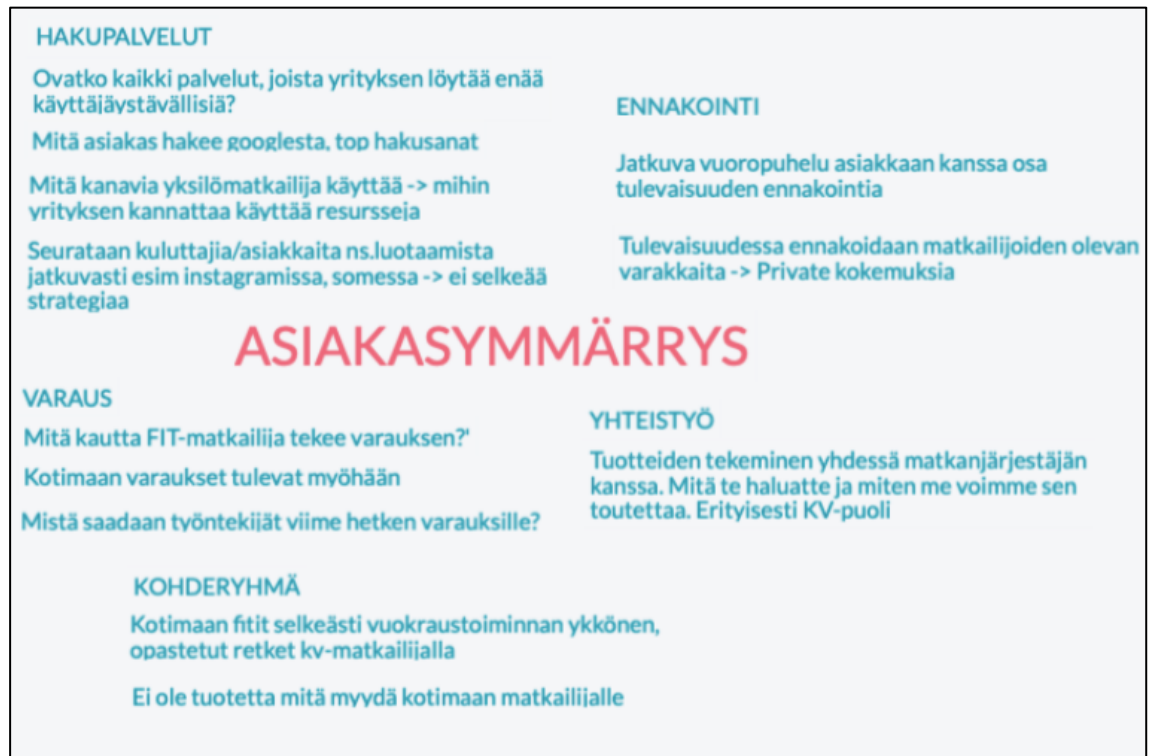 HAKUPALVELUT
Ovatko kaikki palvelut, joista yrityksen löytää enää
käyttäjäystävällisiä?
Mitä asiakas hakee googlesta, top hakusanat
Mitä kanavia yksilömatkailija käyttää -> mihin
yrityksen kannattaa käyttää resursseja
Seurataan kuluttajia/asiakkaita ns.luotaamista
jatkuvasti esim instagramissa, somessa -> ei selkeää
strategiaa
ENNAKOINTI
Jatkuva vuoropuhelu asiakkaan kanssa osa
tulevaisuuden ennakointia
Tulevaisuudessa ennakoidaan matkailijoiden olevan
varakkaita -> Private kokemuksia
ASIAKASYMMÄRRYS
VARAUS
Mitä kautta FIT-matkailija tekee varauksen?'
Kotimaan varaukset tulevat myöhään
Mistä saadaan työntekijät viime hetken varauksille?
YHTEISTYÖ
Tuotteiden tekeminen yhdessä matkanjärjestäjän
kanssa. Mitä te haluatte ja miten me voimme sen
toutettaa. Erityisesti KV-puoli
KOHDERYHMÄ
Kotimaan fitit selkeästi vuokraustoiminnan ykkönen,
opastetut retket kv-matkailijalla
Ei ole tuotetta mitä myydä kotimaan matkailijalle